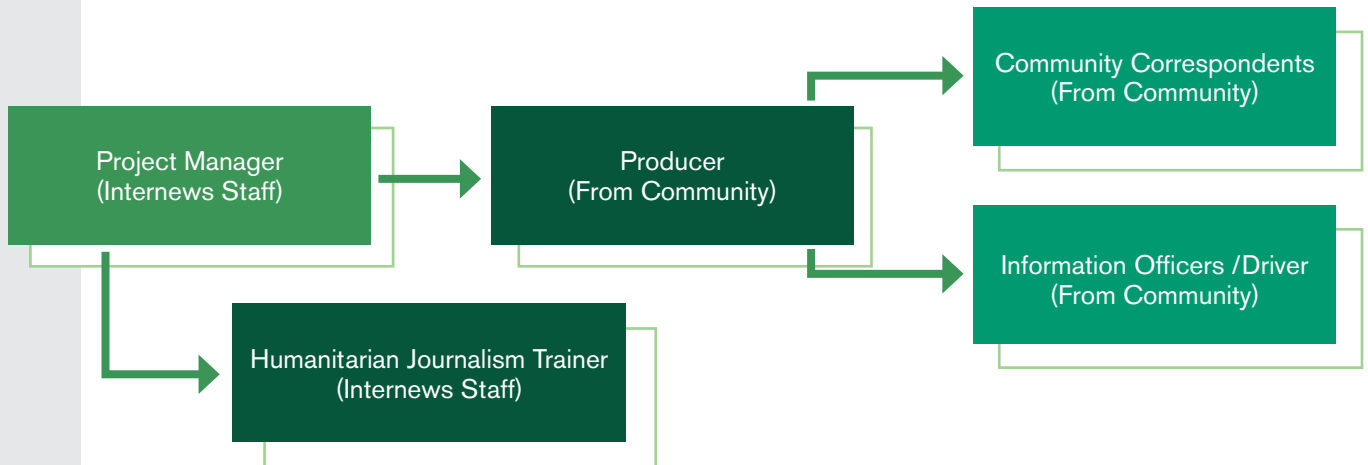 Project Manager
(Internews Staff)
Producer
(From Community)
Community Correspondents
(From Community)
Information Officers /Driver
(From Community)
Humanitarian Journalism Trainer
(Internews Staff)